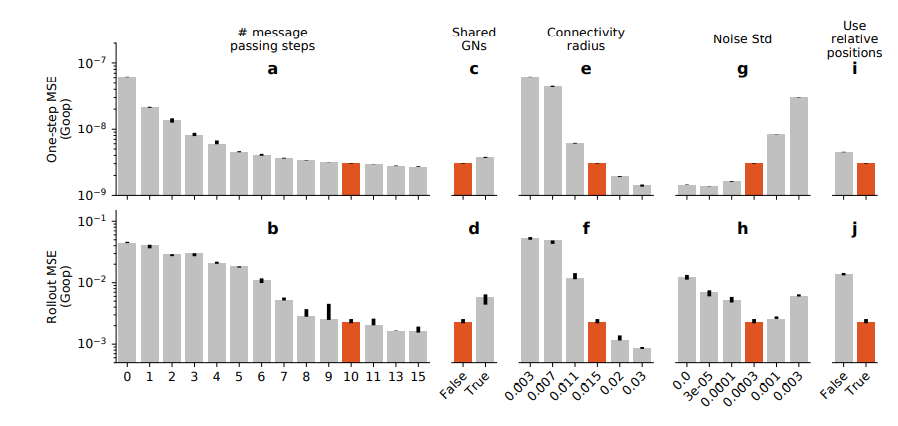 # message
passing steps
Shared
GNs
Connectivity
radius
Noise Std
Use
relative
positions
a
c
e
g
i
One-step MSE
(Goop)
10⁻⁷
10⁻⁸
10⁻⁹
b
d
f
h
j
Rollout MSE
(Goop)
10⁻¹
10⁻²
10⁻³
0 1 2 3 4 5 6 7 8 9 10 11 13 15
False True
0.003 0.007 0.011 0.015 0.02 0.03
0.0 3e-05 0.0001 0.0003 0.001 0.003
False True